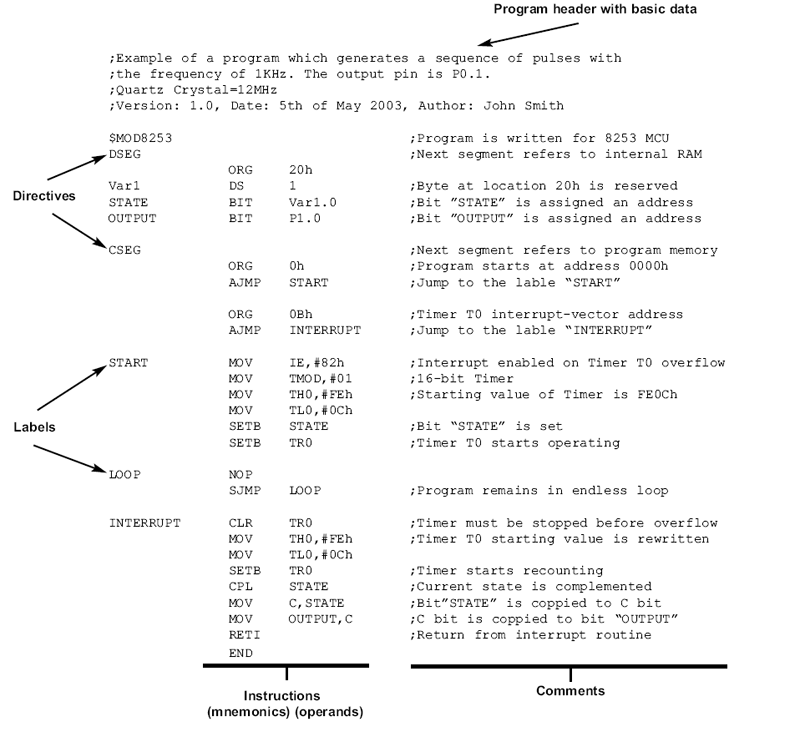 Program header with basic data
;Example of a program which generates a sequence of pulses with
;the frequency of 1KHz. The output pin is P0.1.
;Quartz Crystal=12MHz
;Version: 1.0, Date: 5th of May 2003, Author: John Smith
$MOD8253 ;Program is written for 8253 MCU
DSEG ;Next segment refers to internal RAM
ORG 20h
Directives
Var1 DS 1 ;Byte at location 20h is reserved
STATE BIT Var1.0 ;Bit ”STATE” is assigned an address
OUTPUT BIT P1.0 ;Bit ”OUTPUT” is assigned an address
CSEG ;Next segment refers to program memory
ORG 0h ;Program starts at address 0000h
AJMP START ;Jump to the lable “START”
ORG 0Bh ;Timer T0 interrupt-vector address
AJMP INTERRUPT ;Jump to the lable “INTERRUPT”
START MOV IE,#82h ;Interrupt enabled on Timer T0 overflow
MOV TMOD,#01 ;16-bit Timer
MOV TH0,#FEh ;Starting value of Timer is FE0Ch
MOV TL0,#0Ch
Labels
SETB STATE ;Bit “STATE” is set
SETB TR0 ;Timer T0 starts operating
LOOP NOP
SJMP LOOP ;Program remains in endless loop
INTERRUPT CLR TR0 ;Timer must be stopped before overflow
MOV TH0,#FEh ;Timer T0 starting value is rewritten
MOV TL0,#0Ch
SETB TR0 ;Timer starts recounting
CPL STATE ;Current state is complemented
MOV C,STATE ;Bit”STATE” is coppied to C bit
MOV OUTPUT,C ;C bit is coppied to bit “OUTPUT”
RETI ;Return from interrupt routine
END
Instructions
(mnemonics) (operands)
Comments